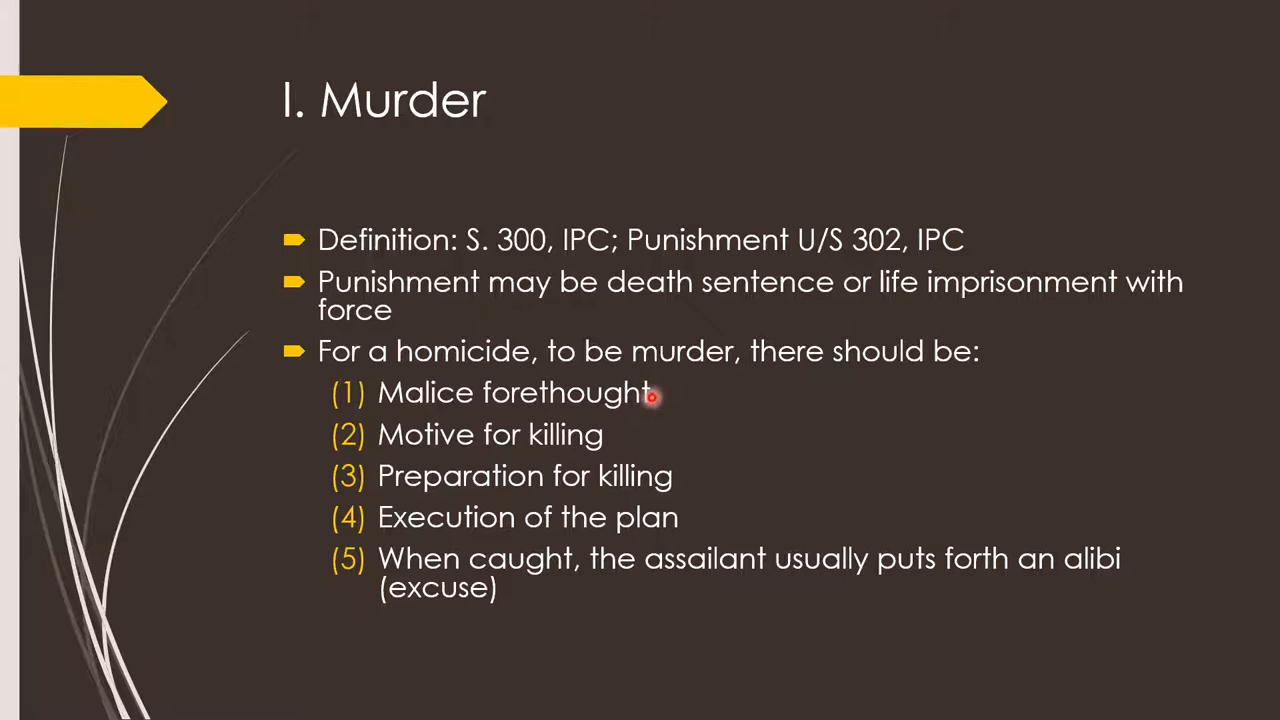 I. Murder
Definition: S. 300, IPC; Punishment U/S 302, IPC
Punishment may be death sentence or life imprisonment with
force
For a homicide, to be murder, there should be:
(1) Malice forethought
(2) Motive for killing
(3) Preparation for killing
(4) Execution of the plan
(5) When caught, the assailant usually puts forth an alibi
(excuse)